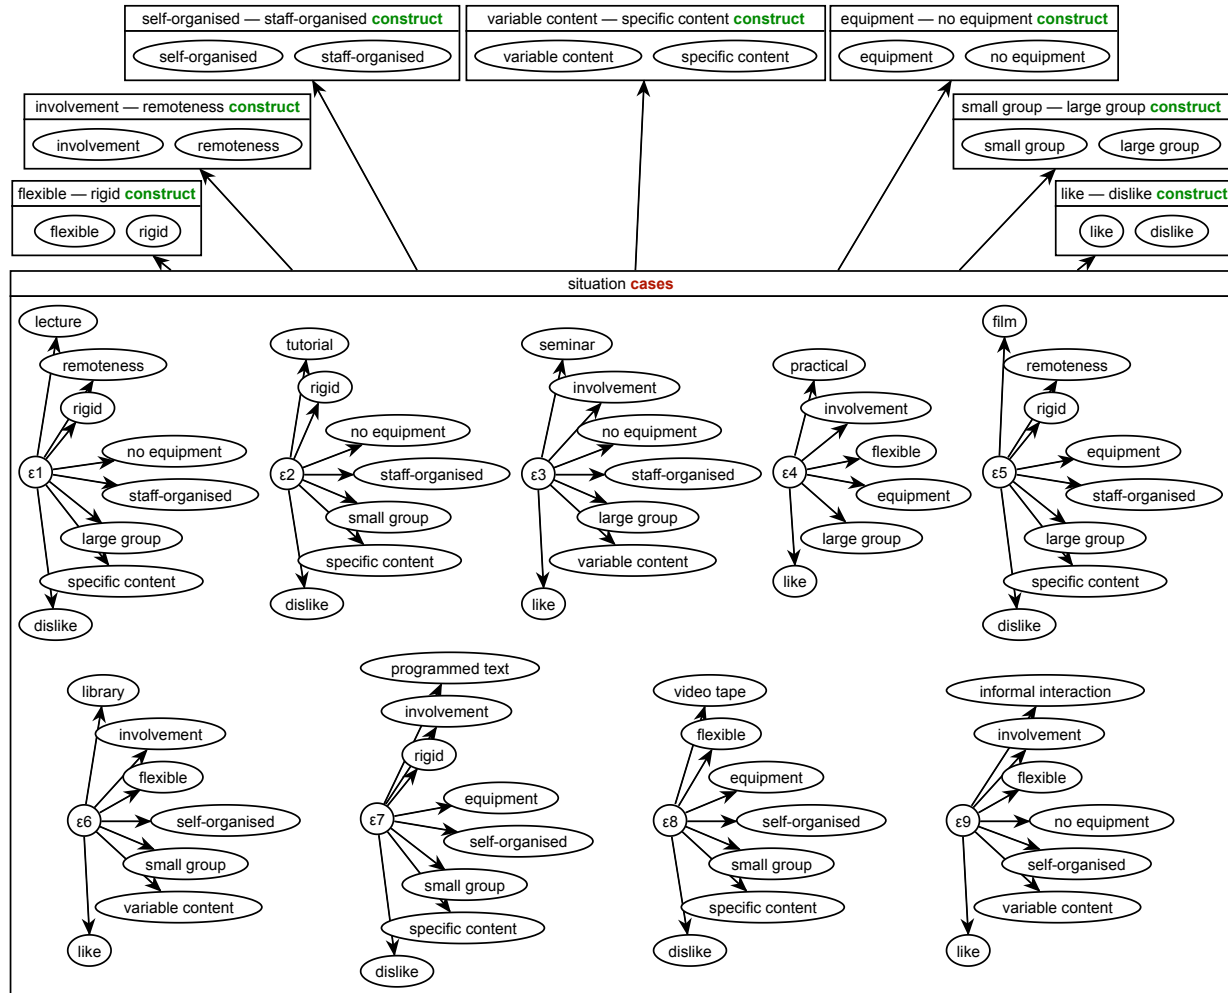 self-organised — staff-organised construct
self-organised
staff-organised
variable content — specific content construct
variable content
specific content
equipment — no equipment construct
equipment
no equipment
involvement — remoteness construct
involvement
remoteness
small group — large group construct
small group
large group
flexible — rigid construct
flexible
rigid
like — dislike construct
like
dislike
situation cases
lecture
remoteness
rigid
no equipment
ε1
staff-organised
large group
specific content
dislike
tutorial
rigid
no equipment
ε2
staff-organised
small group
specific content
dislike
seminar
involvement
no equipment
ε3
staff-organised
large group
variable content
like
practical
involvement
flexible
ε4
equipment
large group
like
film
remoteness
rigid
equipment
ε5
staff-organised
large group
specific content
dislike
library
involvement
flexible
ε6
self-organised
small group
variable content
like
programmed text
involvement
rigid
equipment
ε7
self-organised
small group
specific content
dislike
video tape
flexible
equipment
ε8
self-organised
small group
specific content
dislike
informal interaction
involvement
flexible
ε9
no equipment
self-organised
variable content
like